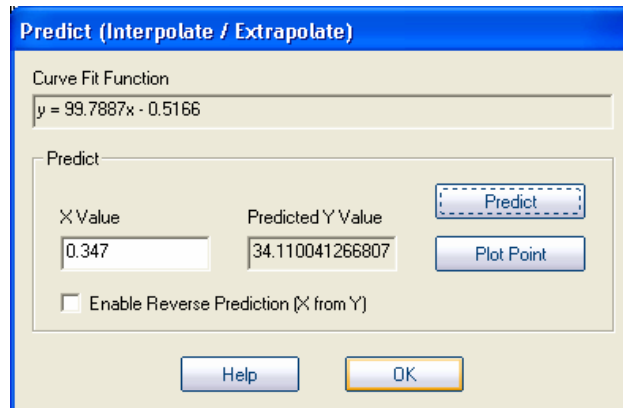 Predict (Interpolate / Extrapolate)
Curve Fit Function
y = 99.7887x - 0.5166
Predict
X Value
Predicted Y Value
Predict
0.347
34.110041266807
Plot Point
Enable Reverse Prediction (X from Y)
Help
OK